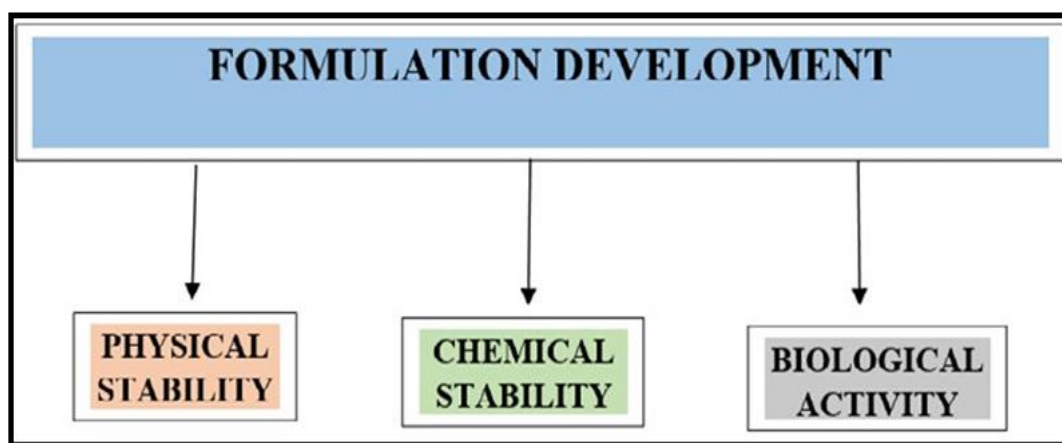 FORMULATION DEVELOPMENT
PHYSICAL
STABILITY
CHEMICAL
STABILITY
BIOLOGICAL
ACTIVITY